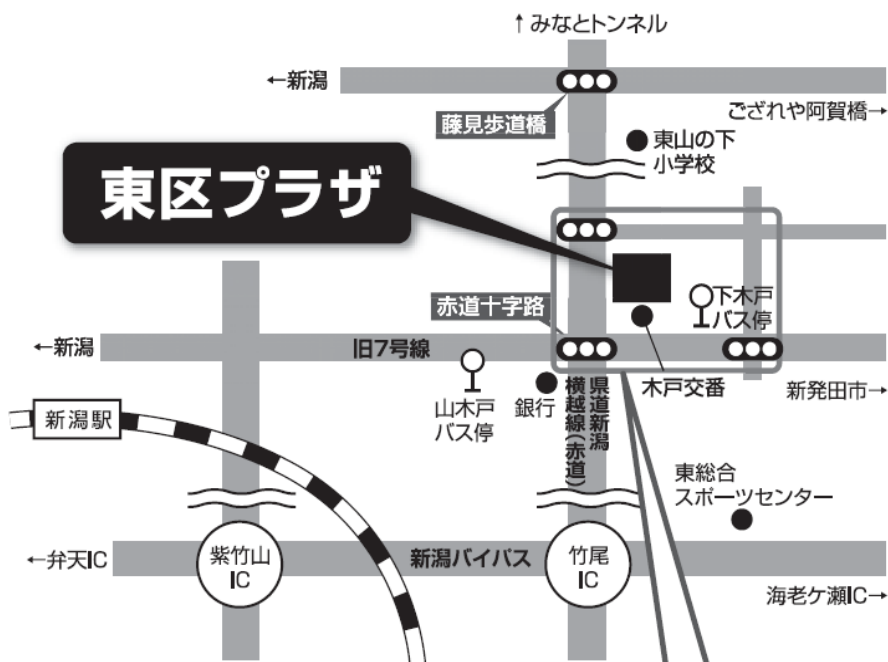 ↑みなとトンネル
←新潟
ござれや阿賀橋→
藤見歩道橋
東山の下
小学校
東区プラザ
赤道十字路
下木戸
バス停
←新潟
旧7号線
木戸交番
新発田市→
山木戸
バス停
銀行
県道新潟
横越線(赤道)
新潟駅
東総合
スポーツセンター
←弁天IC
紫竹山
IC
新潟バイパス
竹尾
IC
海老ケ瀬IC→